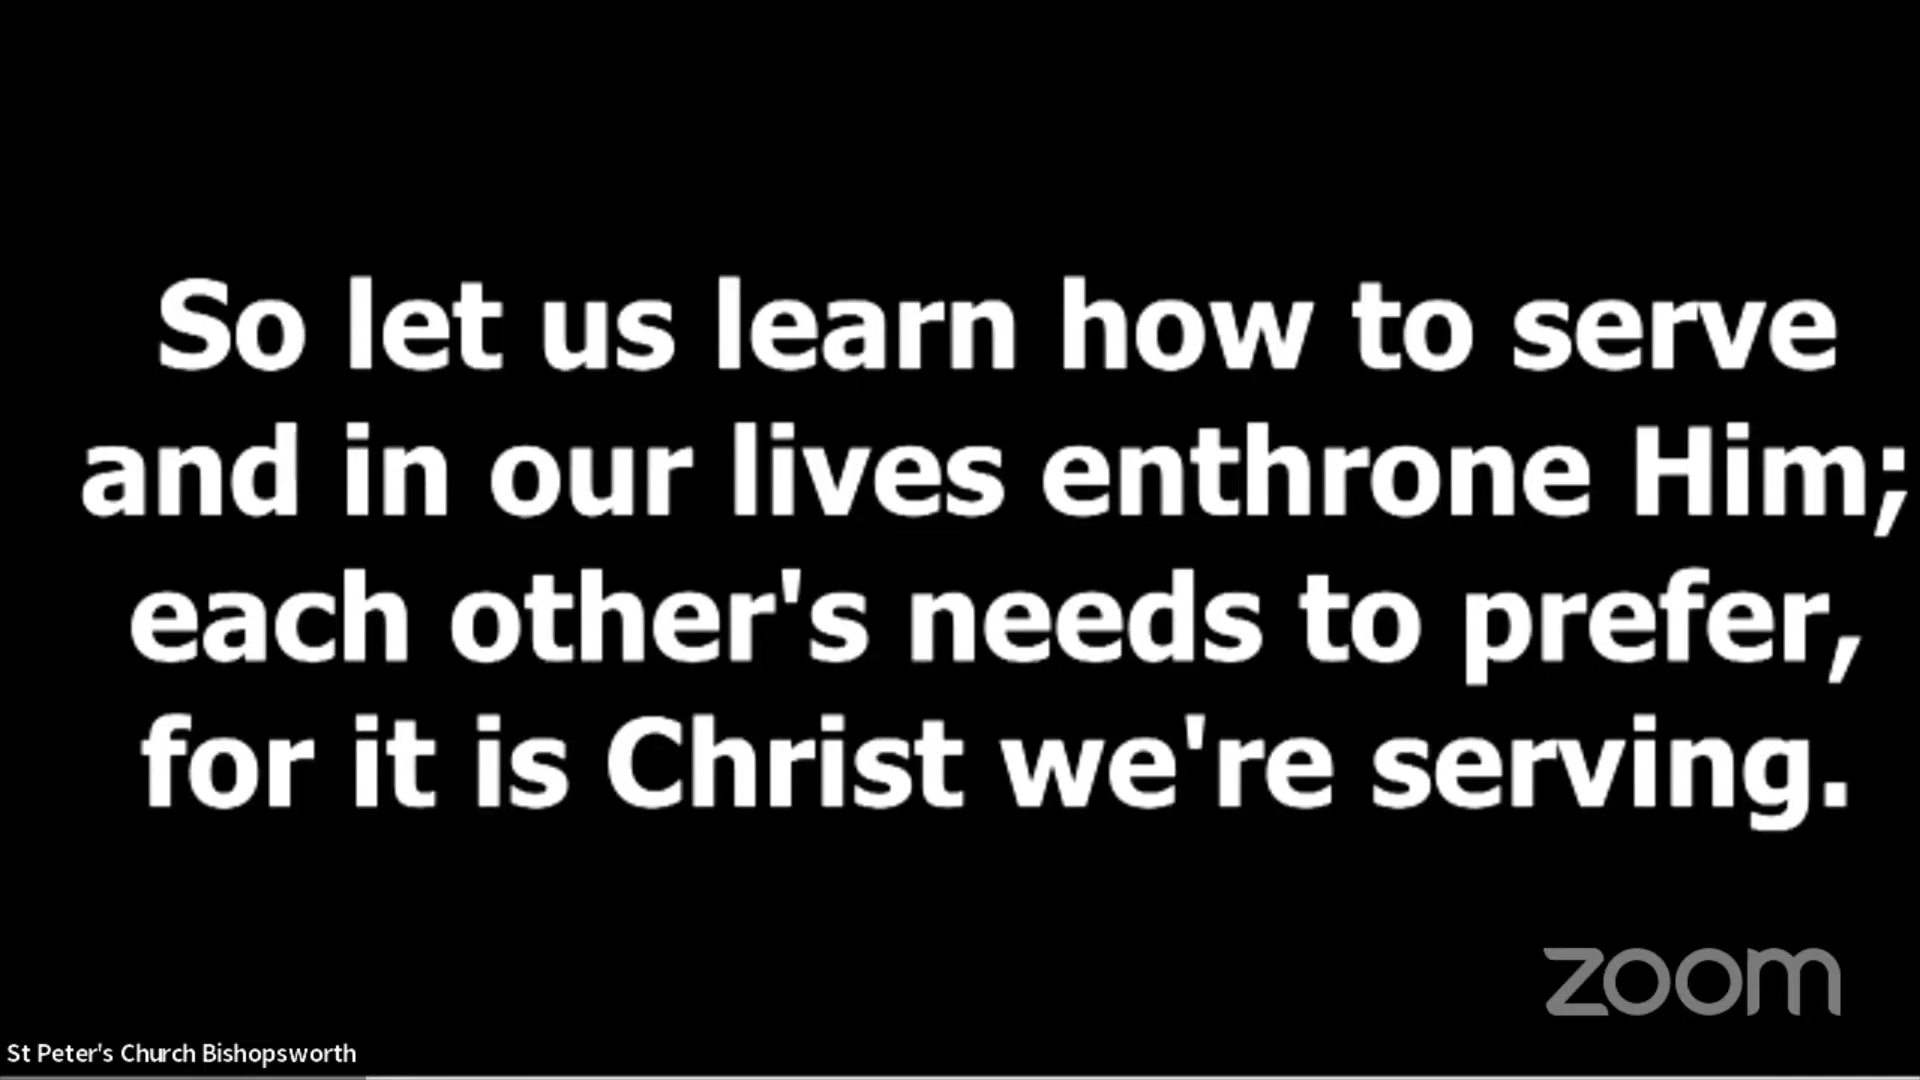 So let us learn how to serve
and in our lives enthrone Him;
each other's needs to prefer,
for it is Christ we're serving.
zoom
St Peter's Church Bishopsworth